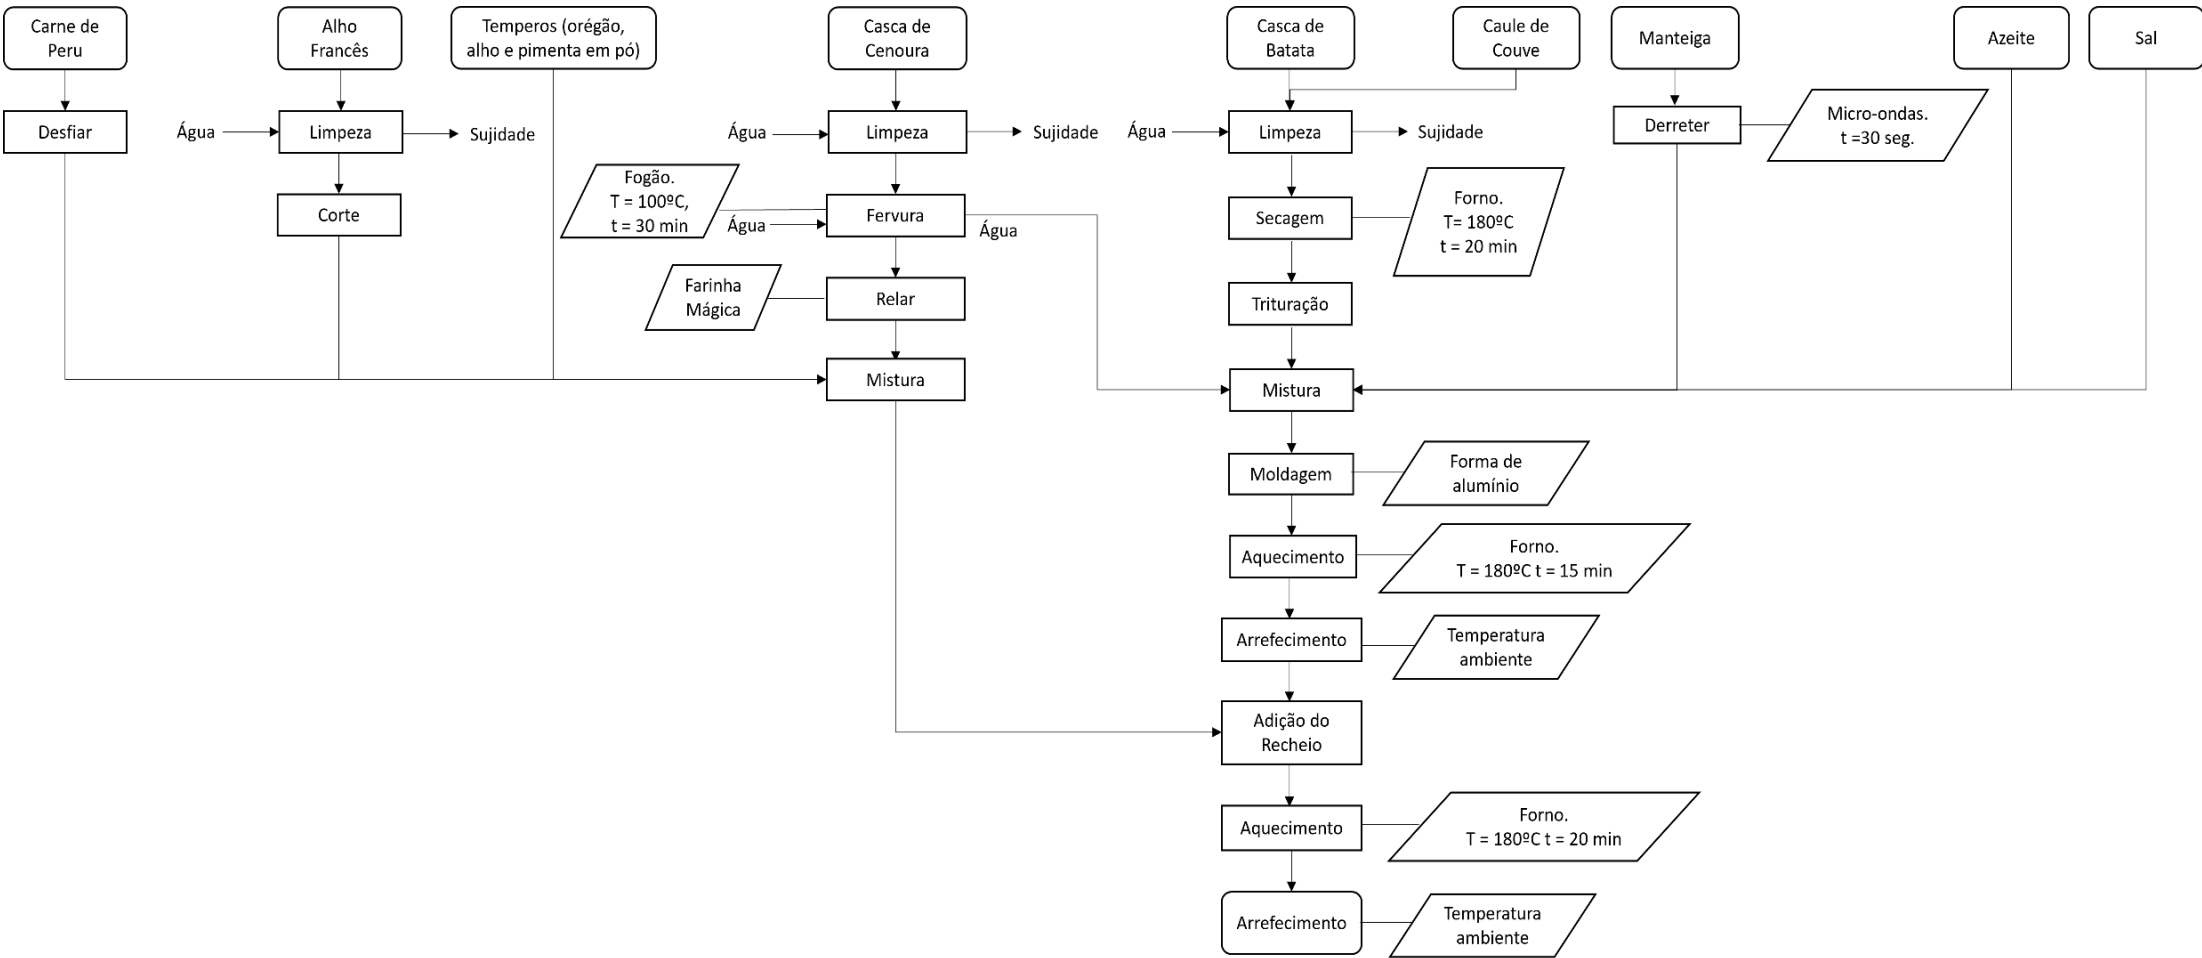 Carne de
Peru
Alho
Francês
Temperos (orégão,
alho e pimenta em pó)
Casca de
Cenoura
Casca de
Batata
Caule de
Couve
Manteiga
Azeite
Sal
Desfiar
Água
Limpeza
Sujidade
Água
Limpeza
Sujidade
Água
Limpeza
Sujidade
Derreter
Micro-ondas.
t =30 seg.
Corte
Fogão.
T = 100ºC,
t = 30 min
Água
Fervura
Água
Secagem
Forno.
T= 180ºC
t = 20 min
Farinha
Mágica
Relar
Trituração
Mistura
Mistura
Moldagem
Forma de
alumínio
Aquecimento
Forno.
T = 180ºC t = 15 min
Arrefecimento
Temperatura
ambiente
Adição do
Recheio
Aquecimento
Forno.
T = 180ºC t = 20 min
Arrefecimento
Temperatura
ambiente